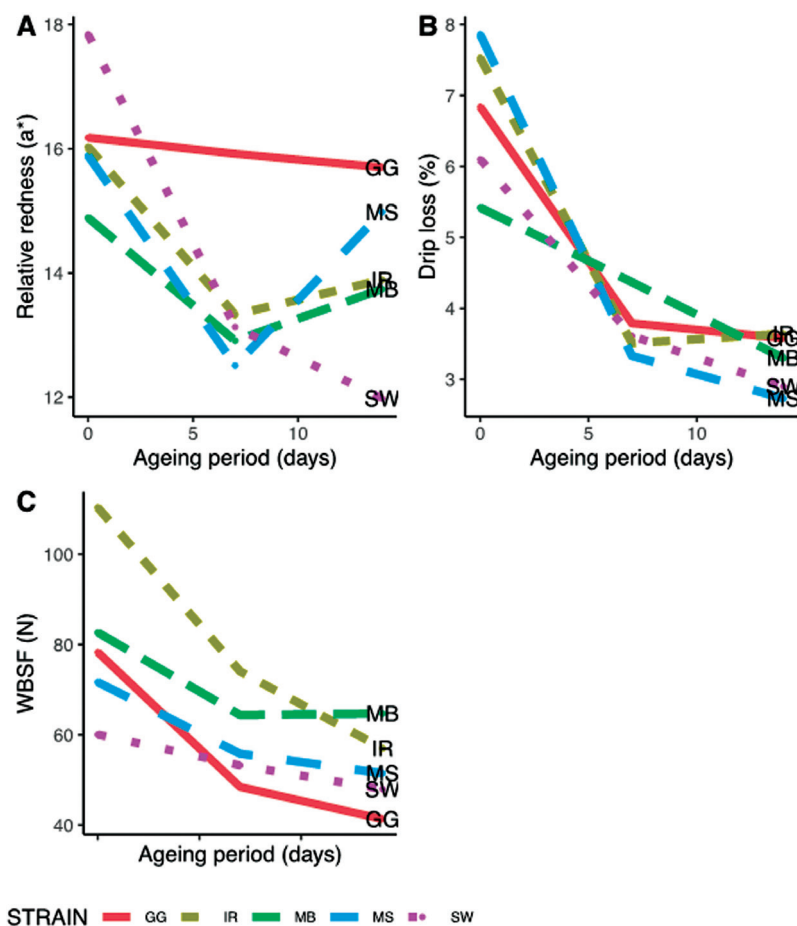 A
Relative redness (a*)
18
16
14
12
GG
MS
IR
MB
SW
0 5 10
Ageing period (days)
B
Drip loss (%)
8
7
6
5
4
3
IR
GG
MB
SW
MS
0 5 10
Ageing period (days)
C
WBSF (N)
100
80
60
40
MB
IR
MS
SW
GG
Ageing period (days)
STRAIN GG IR MB MS SW